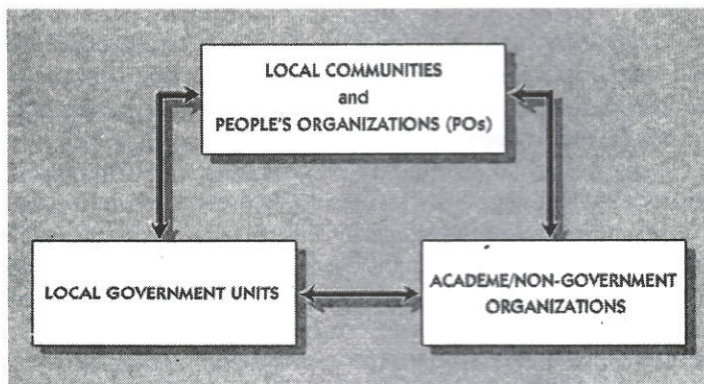 LOCAL COMMUNITIES
and
PEOPLE'S ORGANIZATIONS (POs)
LOCAL GOVERNMENT UNITS
ACADEME/NON-GOVERNMENT
ORGANIZATIONS